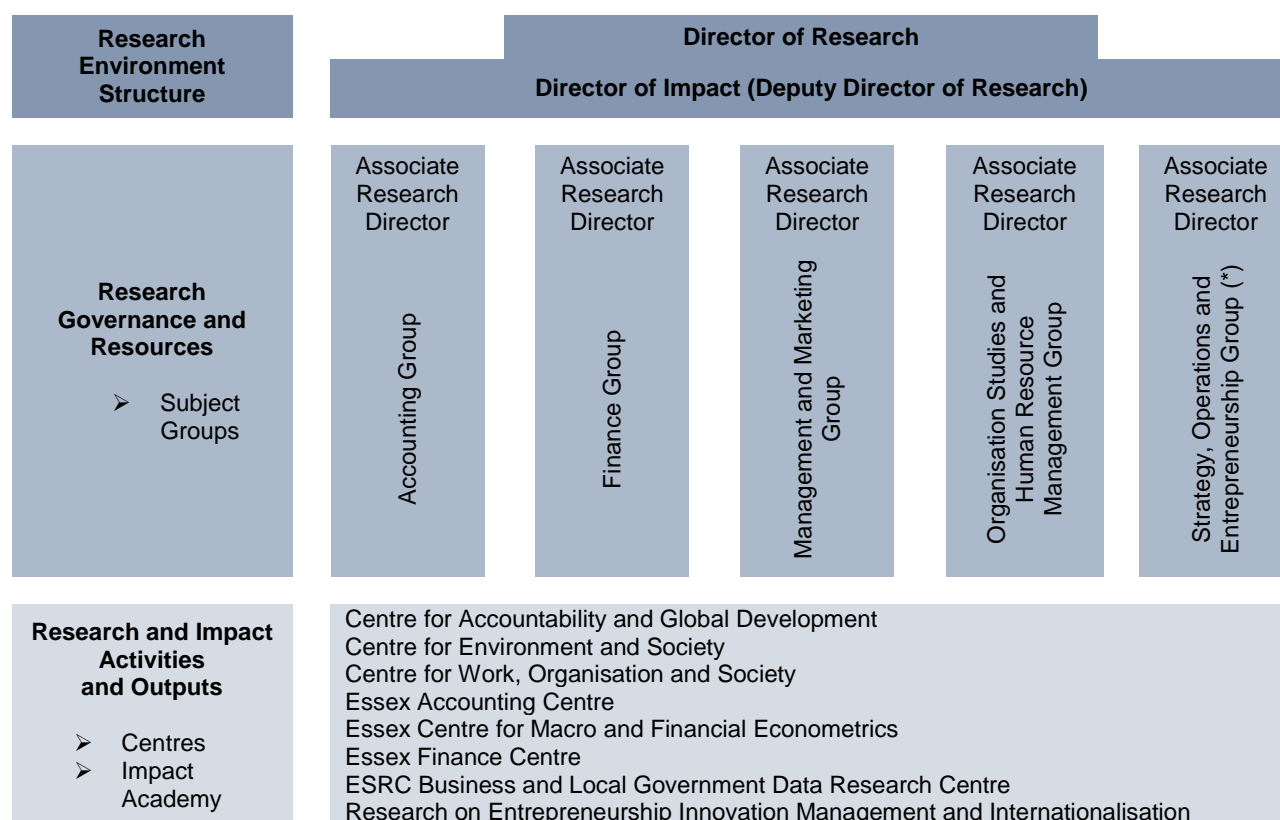 Research
Environment
Structure
Director of Research
Director of Impact (Deputy Director of Research)
Research
Governance and
Resources
➢ Subject
Groups
Associate
Research
Director
Accounting Group
Associate
Research
Director
Finance Group
Associate
Research
Director
Management and Marketing
Group
Associate
Research
Director
Organisation Studies and
Human Resource
Management Group
Associate
Research
Director
Strategy, Operations and
Entrepreneurship Group (*)
Research and Impact
Activities
and Outputs
➢ Centres
➢ Impact
Academy
Centre for Accountability and Global Development
Centre for Environment and Society
Centre for Work, Organisation and Society
Essex Accounting Centre
Essex Centre for Macro and Financial Econometrics
Essex Finance Centre
ESRC Business and Local Government Data Research Centre
Research on Entrepreneurship Innovation Management and Internationalisation